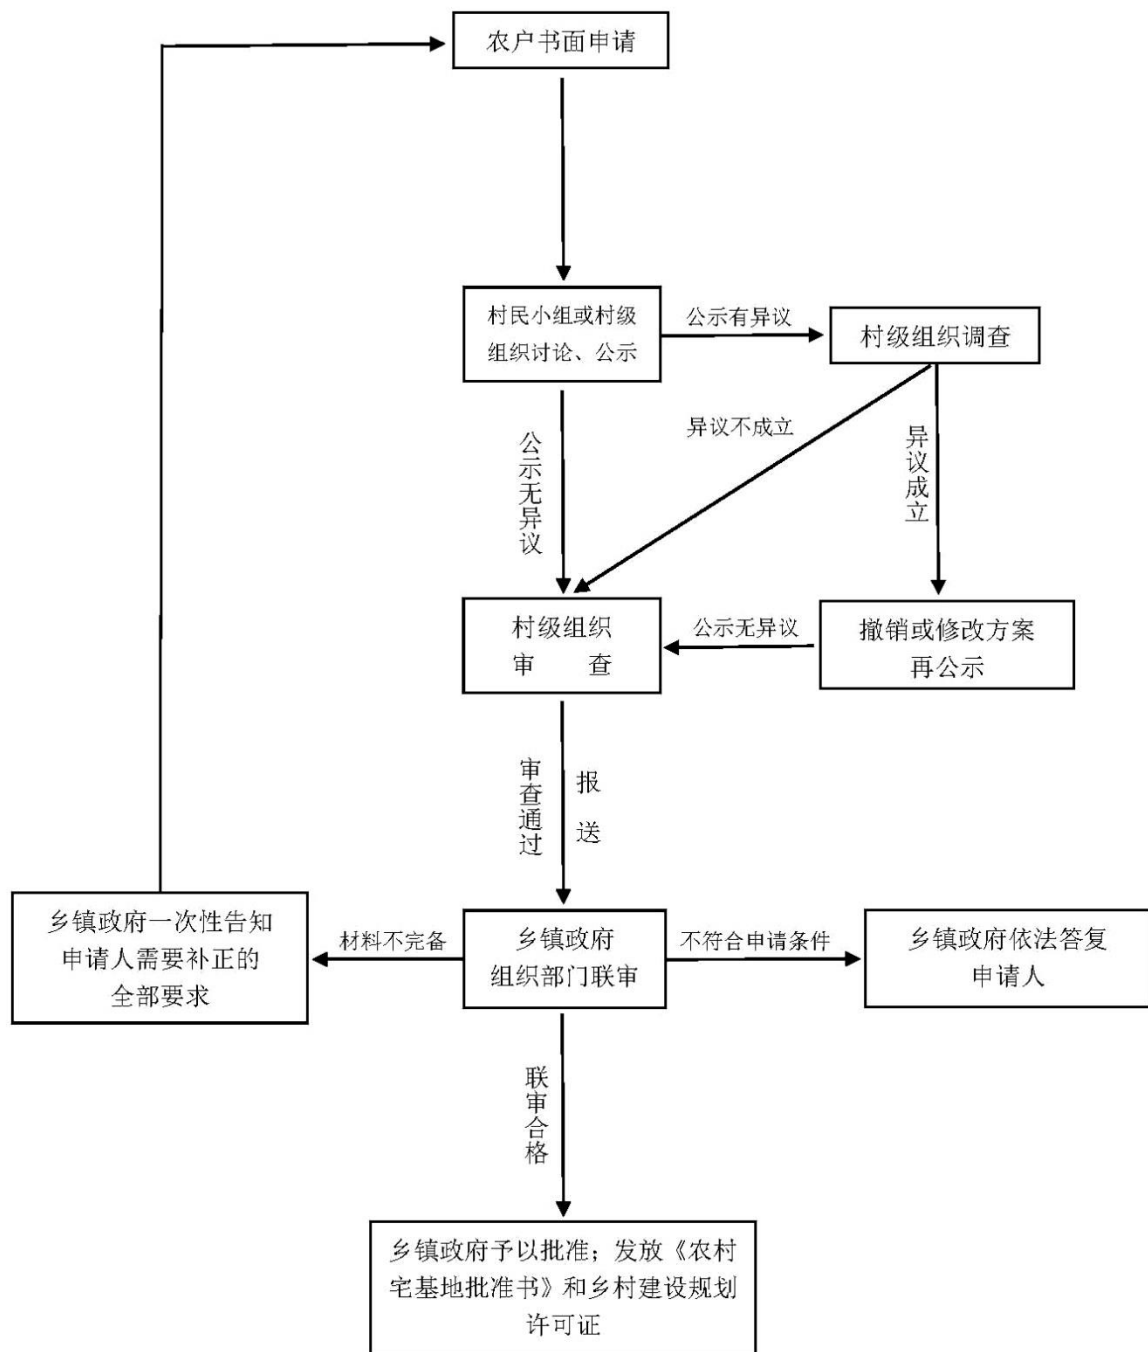 农户书面申请
村民小组或村级
组织讨论、公示
公示有异议
村级组织调查
公示无异议
异议不成立
异议成立
村级组织
审 查
公示无异议
撤销或修改方案
再公示
审查通过
报 送
乡镇政府一次性告知
申请人需要补正的
全部要求
材料不完备
乡镇政府
组织部门联审
不符合申请条件
乡镇政府依法答复
申请人
联审合格
乡镇政府予以批准；发放《农村
宅基地批准书》和乡村建设规划
许可证